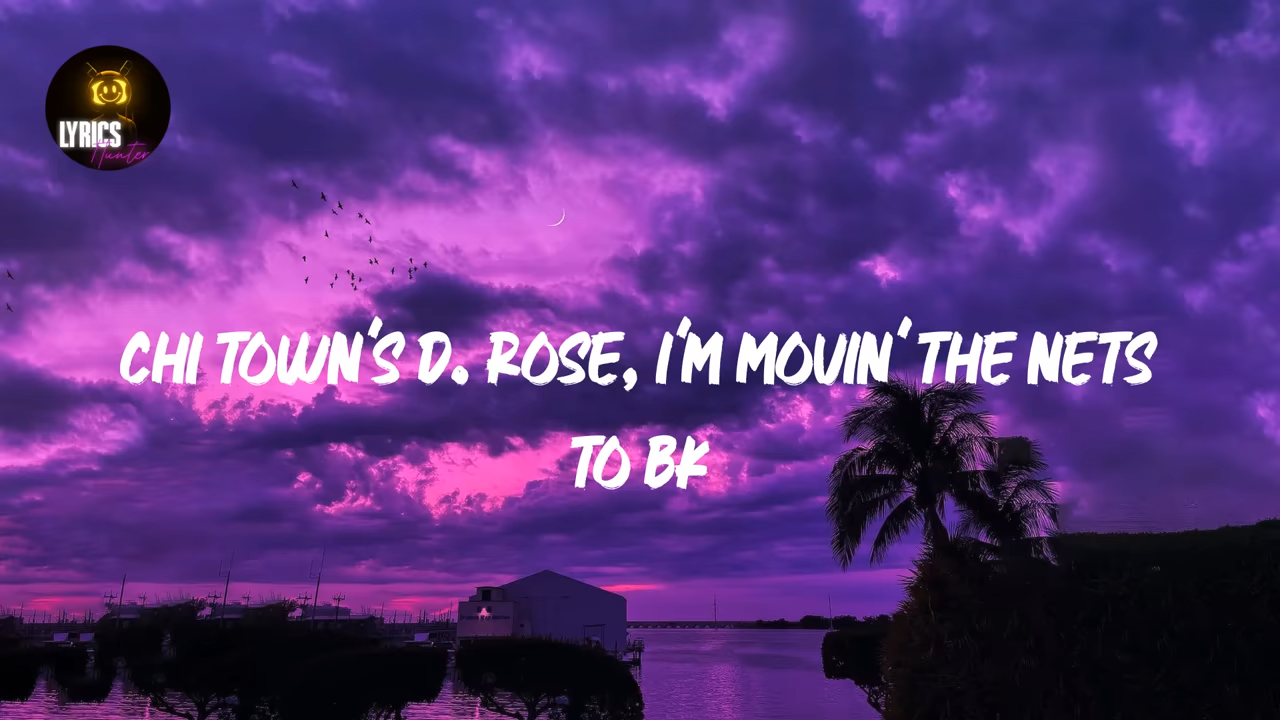 LYRICS
Hunter
CHI TOWN'S D. ROSE, I'M MOVIN' THE NETS
TO BK